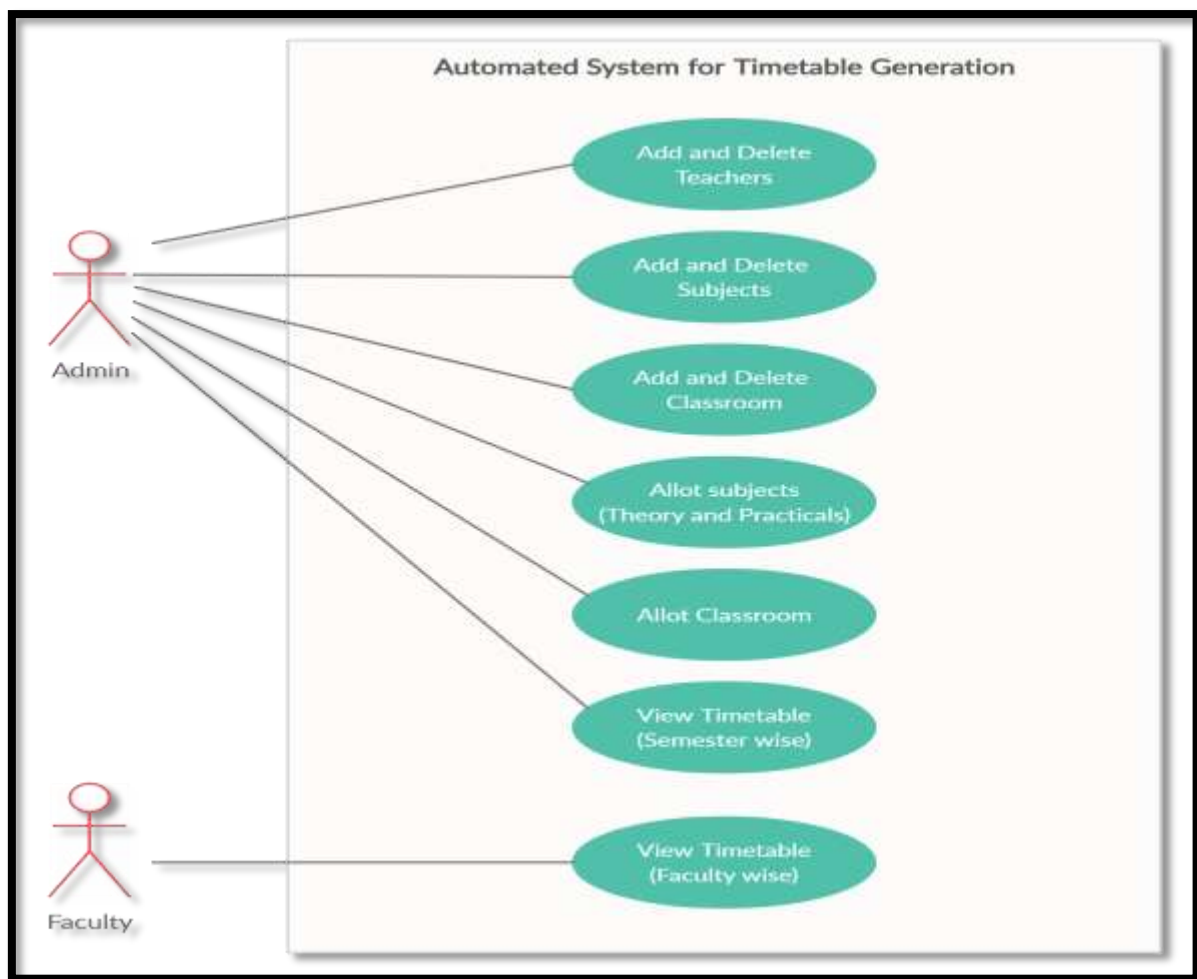 Automated System for Timetable Generation
Add and Delete
Teachers
Add and Delete
Subjects
Admin
Add and Delete
Classroom
Allot subjects
(Theory and Practicals)
Allot Classroom
View Timetable
(Semester wise)
View Timetable
(Faculty wise)
Faculty